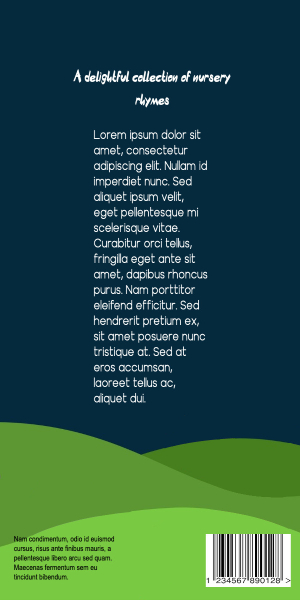 A delightful collection of nursery
rhymes
Lorem ipsum dolor sit
amet, consectetur
adipiscing elit. Nullam id
imperdiet nunc. Sed
aliquet ipsum velit,
eget pellentesque mi
scelerisque vitae.
Curabitur orci tellus,
fringilla eget ante sit
amet, dapibus rhoncus
purus. Nam porttitor
eleifend efficitur. Sed
hendrerit pretium ex,
sit amet posuere nunc
tristique at. Sed at
eros accumsan,
laoreet tellus ac,
aliquet dui.
Nam condimentum, odio id euismod
cursus, risus ante finibus mauris, a
pellentesque libero arcu sed quam.
Maecenas fermentum sem eu
tincidunt bibendum.
1 234567 890128 >